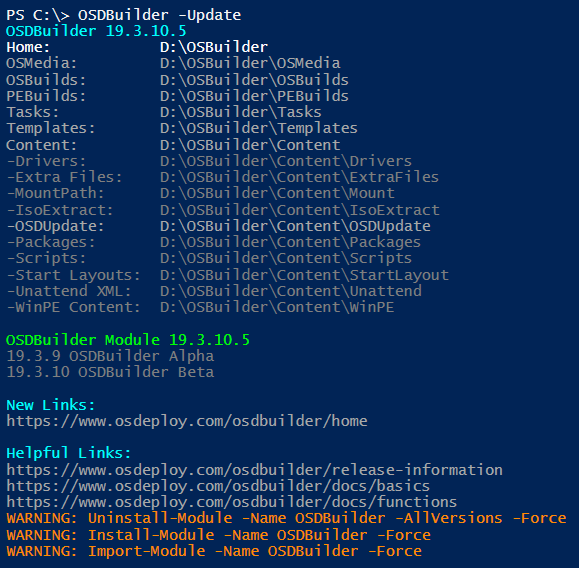 PS C:\> OSDBuilder -Update
OSDBuilder 19.3.10.5
Home: D:\OSBuilder
OSMedia: D:\OSBuilder\OSMedia
OSBuilds: D:\OSBuilder\OSBuilds
PEBuilds: D:\OSBuilder\PEBuilds
Tasks: D:\OSBuilder\Tasks
Templates: D:\OSBuilder\Templates
Content: D:\OSBuilder\Content
-Drivers: D:\OSBuilder\Content\Drivers
-Extra Files: D:\OSBuilder\Content\ExtraFiles
-MountPath: D:\OSBuilder\Content\Mount
-IsoExtract: D:\OSBuilder\Content\IsoExtract
-OSDUpdate: D:\OSBuilder\Content\OSDUpdate
-Packages: D:\OSBuilder\Content\Packages
-Scripts: D:\OSBuilder\Content\Scripts
-Start Layouts: D:\OSBuilder\Content\StartLayout
-Unattend XML: D:\OSBuilder\Content\Unattend
-WinPE Content: D:\OSBuilder\Content\WinPE
OSDBuilder Module 19.3.10.5
19.3.9 OSDBuilder Alpha
19.3.10 OSDBuilder Beta
New Links:
https://www.osdeploy.com/osdbuilder/home
Helpful Links:
https://www.osdeploy.com/osdbuilder/release-information
https://www.osdeploy.com/osdbuilder/docs/basics
https://www.osdeploy.com/osdbuilder/docs/functions
WARNING: Uninstall-Module -Name OSDBuilder -AllVersions -Force
WARNING: Install-Module -Name OSDBuilder -Force
WARNING: Import-Module -Name OSDBuilder -Force